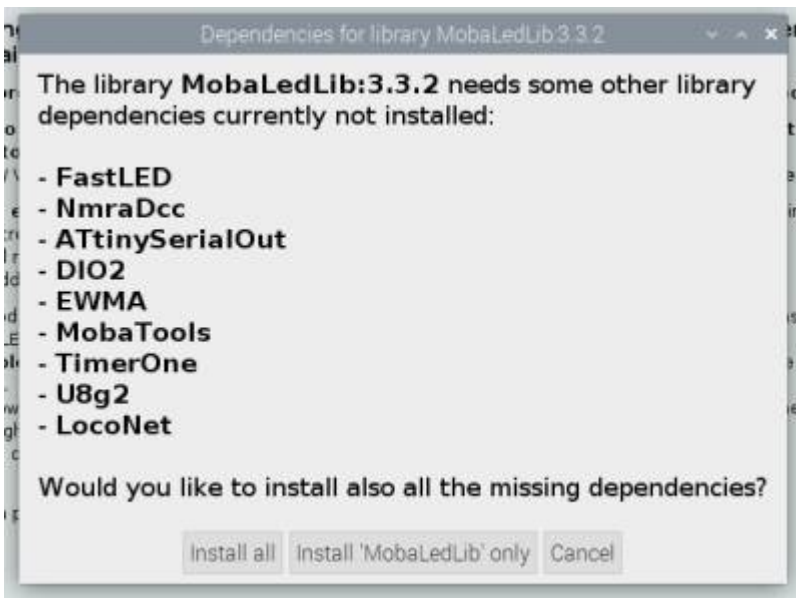 Dependencies for library MobaLedLib:3.3.2
The library MobaLedLib:3.3.2 needs some other library
dependencies currently not installed:
- FastLED
- NmraDcc
- ATtinySerialOut
- DIO2
- EWMA
- MobaTools
- TimerOne
- U8g2
- LocoNet
Would you like to install also all the missing dependencies?
Install all Install 'MobaLedLib' only Cancel